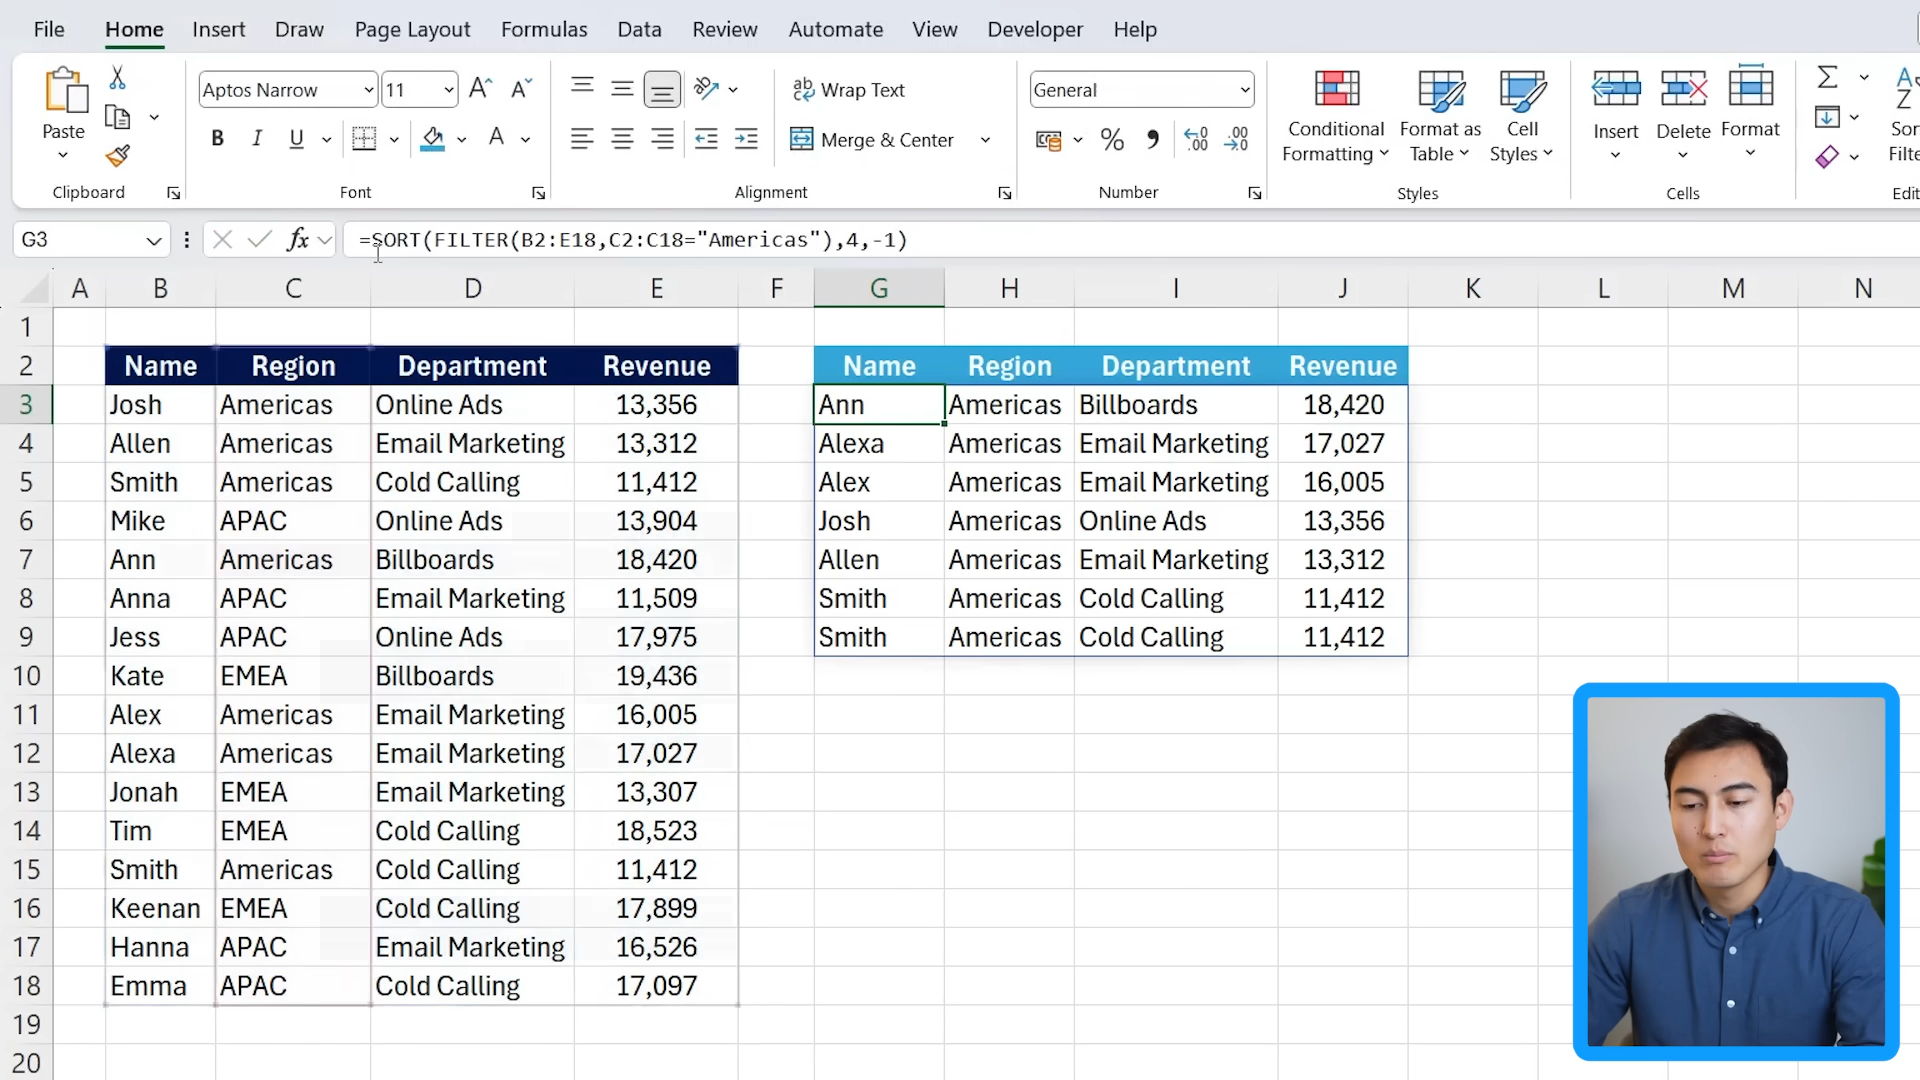 File Home Insert Draw Page Layout Formulas Data Review Automate View Developer Help
Aptos Narrow 11 Wrap Text General
Paste B I U A Merge & Center % Conditional Formatting Format as Table Cell Styles Insert Delete Format
Clipboard Font Alignment Number Styles Cells
G3 fx =SORT(FILTER(B2:E18,C2:C18="Americas"),4,-1)
A B C D E F G H I J K L M N
1
2 Name Region Department Revenue Name Region Department Revenue
3 Josh Americas Online Ads 13,356 Ann Americas Billboards 18,420
4 Allen Americas Email Marketing 13,312 Alexa Americas Email Marketing 17,027
5 Smith Americas Cold Calling 11,412 Alex Americas Email Marketing 16,005
6 Mike APAC Online Ads 13,904 Josh Americas Online Ads 13,356
7 Ann Americas Billboards 18,420 Allen Americas Email Marketing 13,312
8 Anna APAC Email Marketing 11,509 Smith Americas Cold Calling 11,412
9 Jess APAC Online Ads 17,975 Smith Americas Cold Calling 11,412
10 Kate EMEA Billboards 19,436
11 Alex Americas Email Marketing 16,005
12 Alexa Americas Email Marketing 17,027
13 Jonah EMEA Email Marketing 13,307
14 Tim EMEA Cold Calling 18,523
15 Smith Americas Cold Calling 11,412
16 Keenan EMEA Cold Calling 17,899
17 Hanna APAC Email Marketing 16,526
18 Emma APAC Cold Calling 17,097
19
20